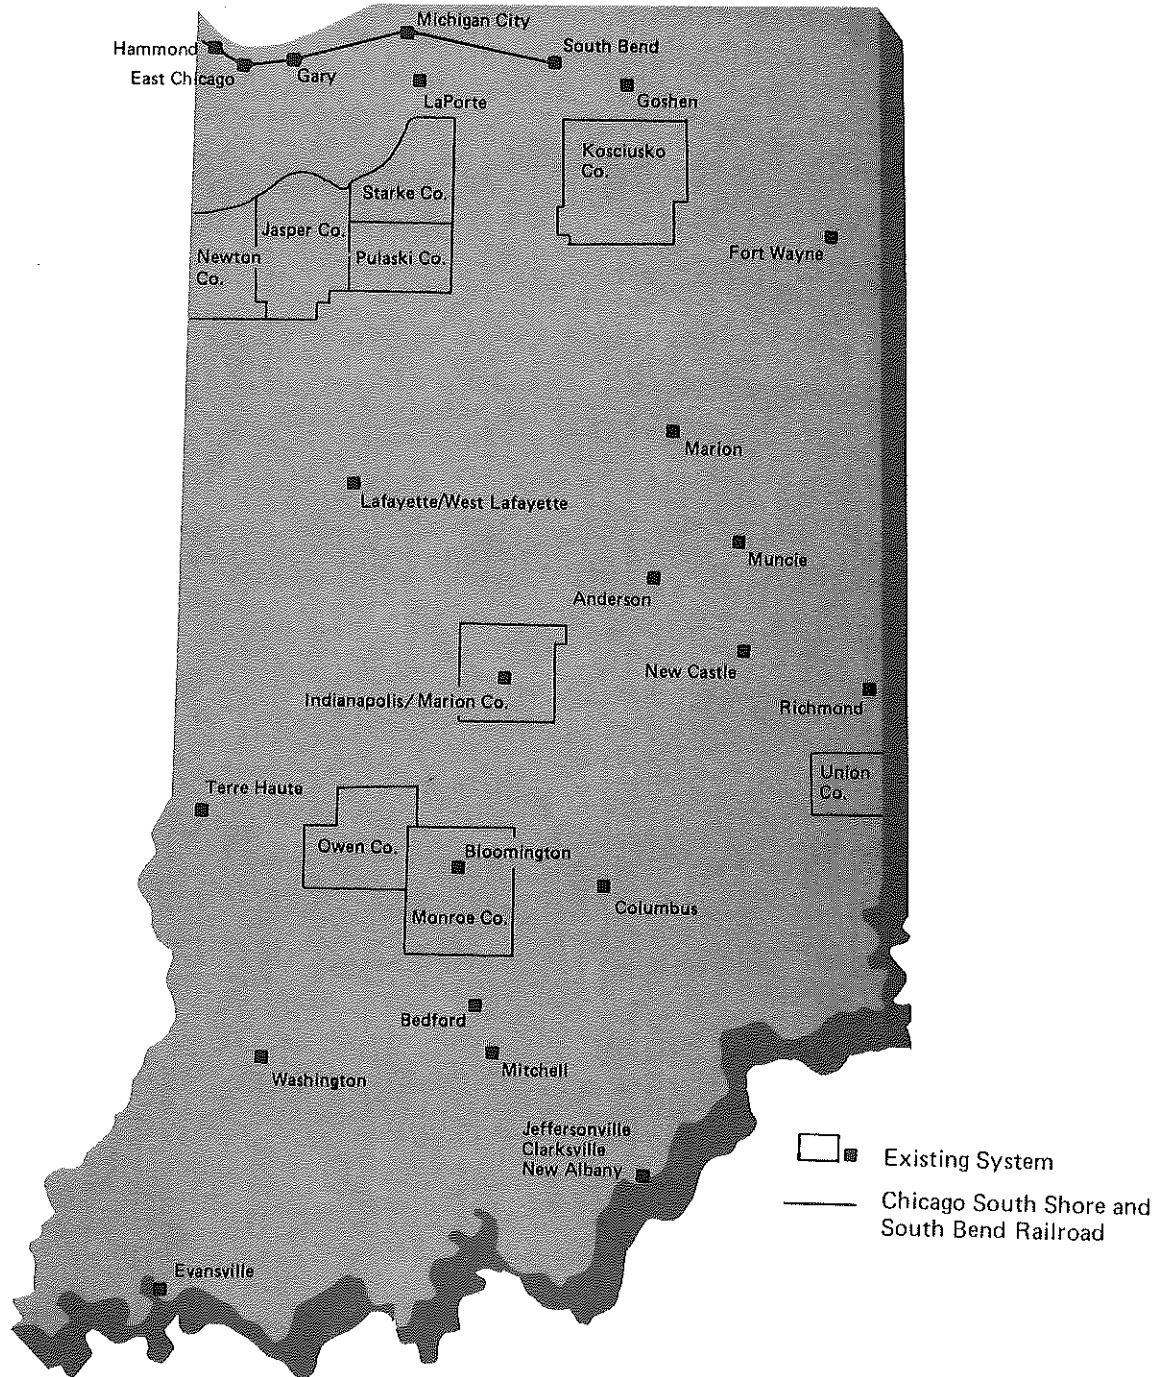 Michigan City
Hammond
South Bend
East Chicago
Gary
LaPorte
Goshen
Kosciusko
Co.
Starke Co.
Jasper Co.
Newton
Co.
Pulaski Co.
Fort Wayne
Marion
Lafayette/West Lafayette
Muncie
Anderson
New Castle
Indianapolis/Marion Co.
Richmond
Union
Co.
Terre Haute
Owen Co.
Bloomington
Columbus
Monroe Co.
Bedford
Mitchell
Washington
Jeffersonville
Clarksville
New Albany
Existing System
Chicago South Shore and
South Bend Railroad
Evansville